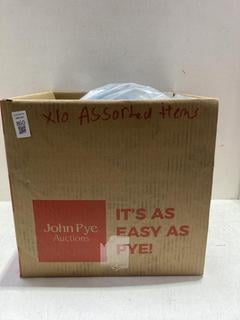 x10 Assorted items
John Pye
Auctions
IT'S AS
EASY AS
PYE!